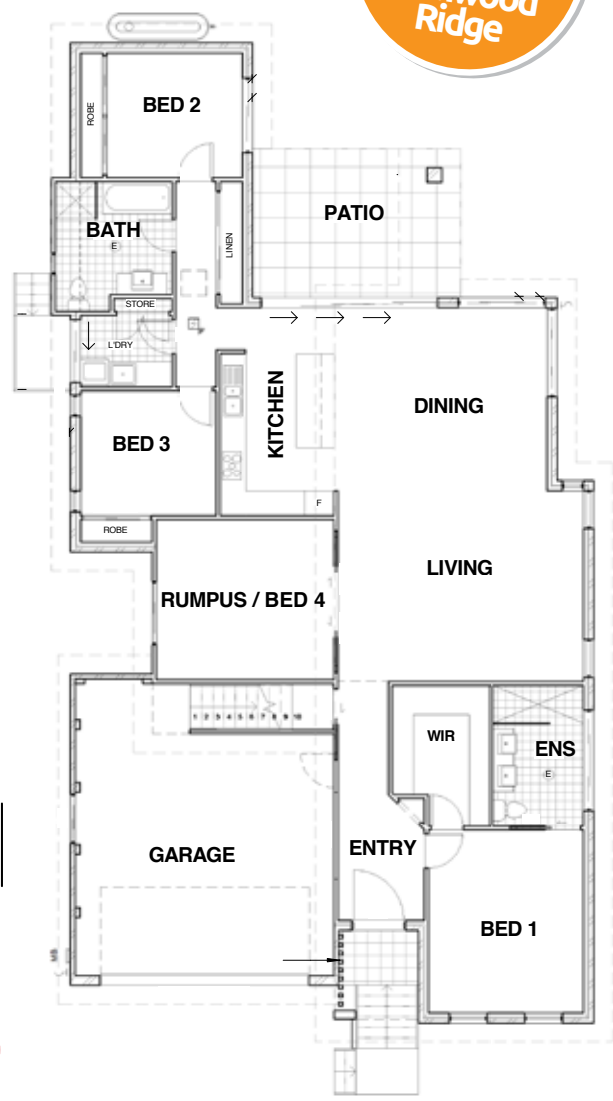 Ridge
BED 2
ROBE
PATIO
BATH
E
LINEN
STORE
L'DRY
KITCHEN
DINING
BED 3
F
ROBE
LIVING
RUMPUS / BED 4
1 2 3 4 5 6 7 8 9 10
WIR
ENS
E
GARAGE
ENTRY
BED 1
MB